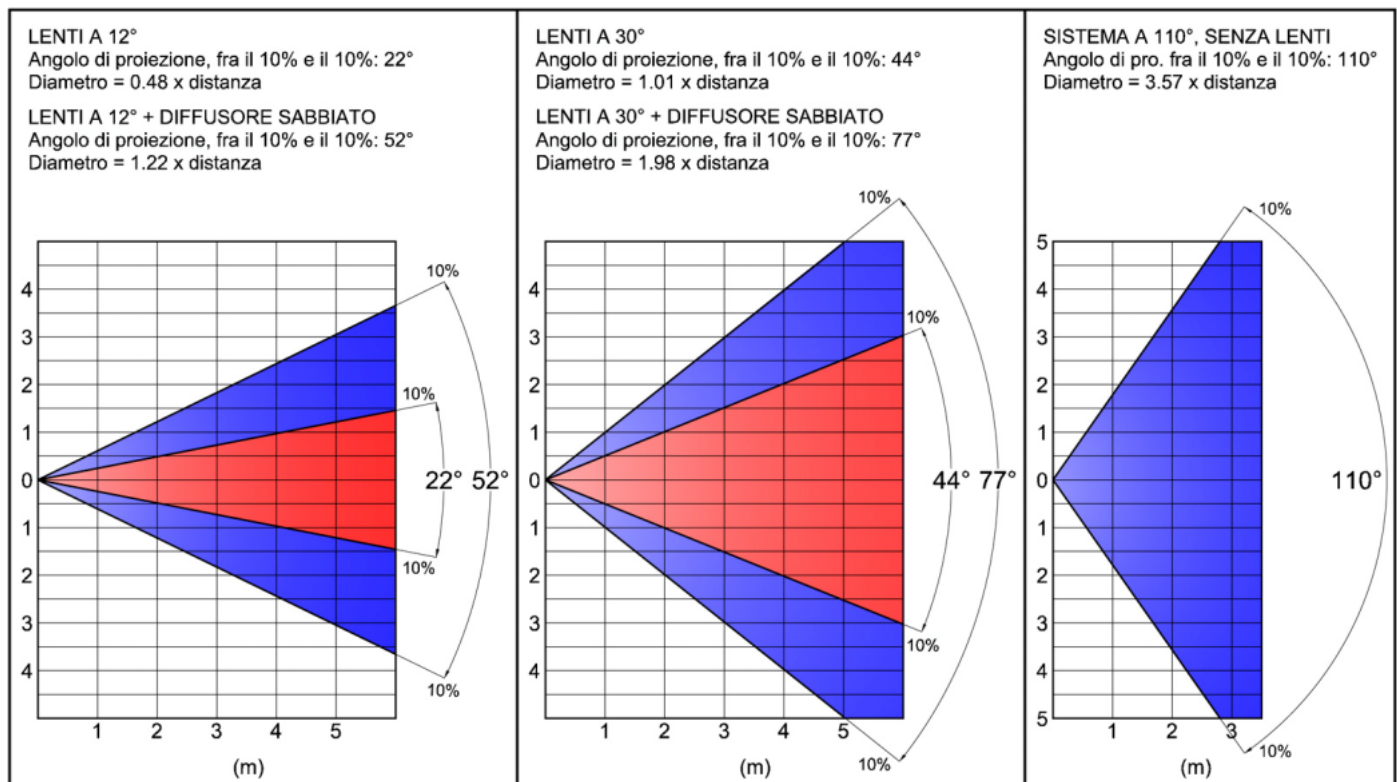 LENTI A 12°
Angolo di proiezione, fra il 10% e il 10%: 22°
Diametro = 0.48 x distanza
LENTI A 12° + DIFFUSORE SABBIATO
Angolo di proiezione, fra il 10% e il 10%: 52°
Diametro = 1.22 x distanza
10%
4
3
2
10%
1
0
22° 52°
1
10%
2
3
4
10%
1 2 3 4 5
(m)
LENTI A 30°
Angolo di proiezione, fra il 10% e il 10%: 44°
Diametro = 1.01 x distanza
LENTI A 30° + DIFFUSORE SABBIATO
Angolo di proiezione, fra il 10% e il 10%: 77°
Diametro = 1.98 x distanza
10%
4
10%
3
2
1
0
44° 77°
1
2
3
10%
4
10%
1 2 3 4 5
(m)
SISTEMA A 110°, SENZA LENTI
Angolo di pro. fra il 10% e il 10%: 110°
Diametro = 3.57 x distanza
10%
5
4
3
2
1
0
110°
1
2
3
4
5
10%
1 2 3
(m)